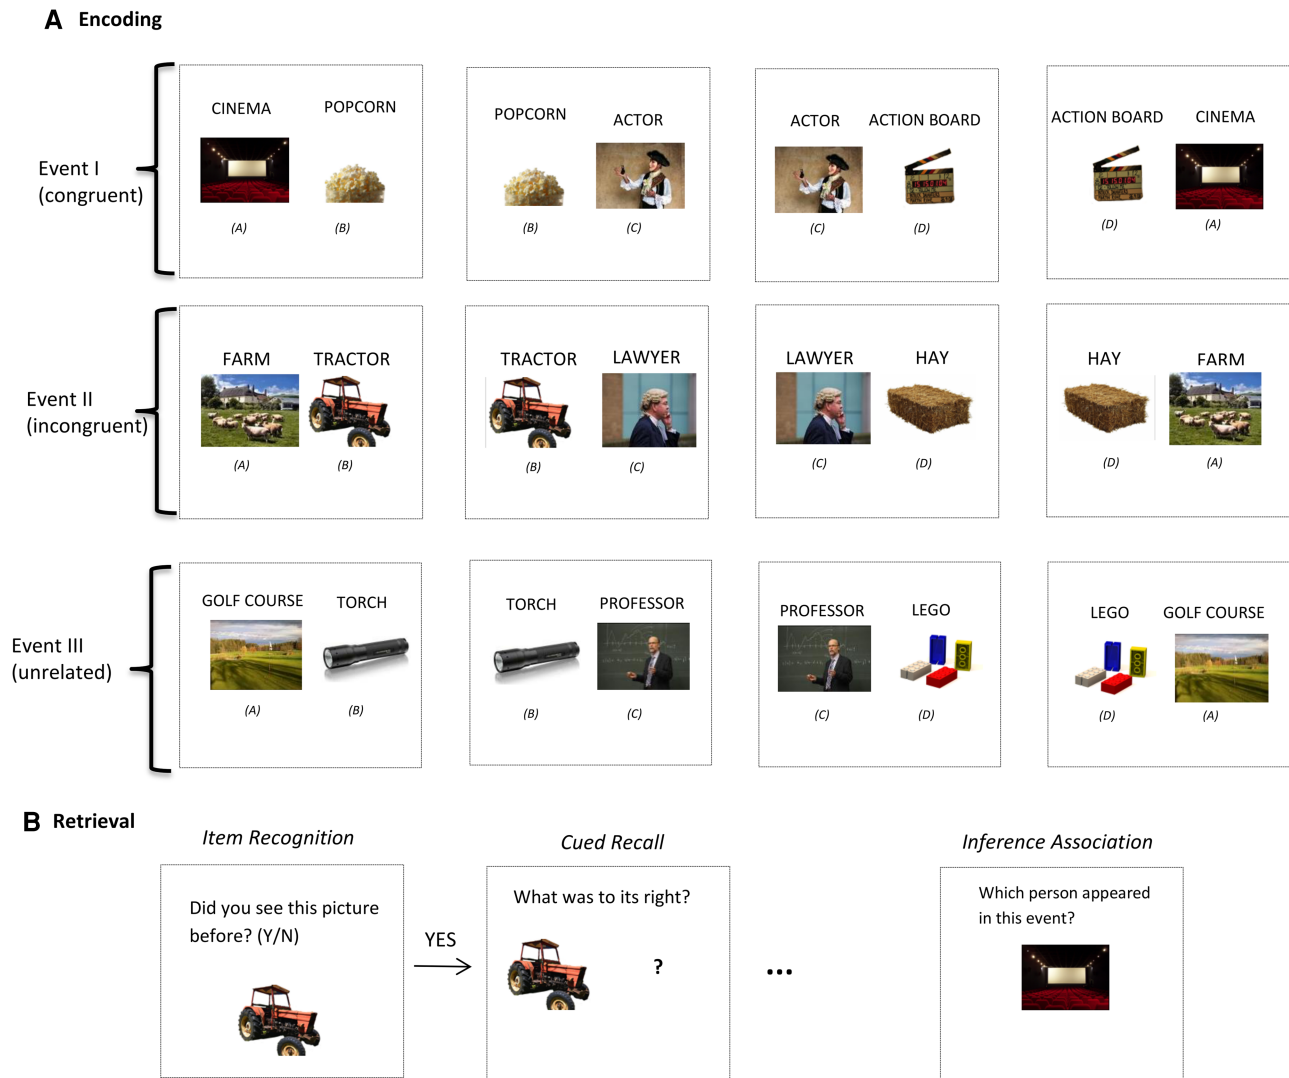 A Encoding
Event I
(congruent)
CINEMA POPCORN
(A) (B)
POPCORN ACTOR
(B) (C)
ACTOR ACTION BOARD
(C) (D)
ACTION BOARD CINEMA
(D) (A)
Event II
(incongruent)
FARM TRACTOR
(A) (B)
TRACTOR LAWYER
(B) (C)
LAWYER HAY
(C) (D)
HAY FARM
(D) (A)
Event III
(unrelated)
GOLF COURSE TORCH
(A) (B)
TORCH PROFESSOR
(B) (C)
PROFESSOR LEGO
(C) (D)
LEGO GOLF COURSE
(D) (A)
B Retrieval
Item Recognition
Did you see this picture
before? (Y/N)
YES
Cued Recall
What was to its right?
?
...
Inference Association
Which person appeared
in this event?